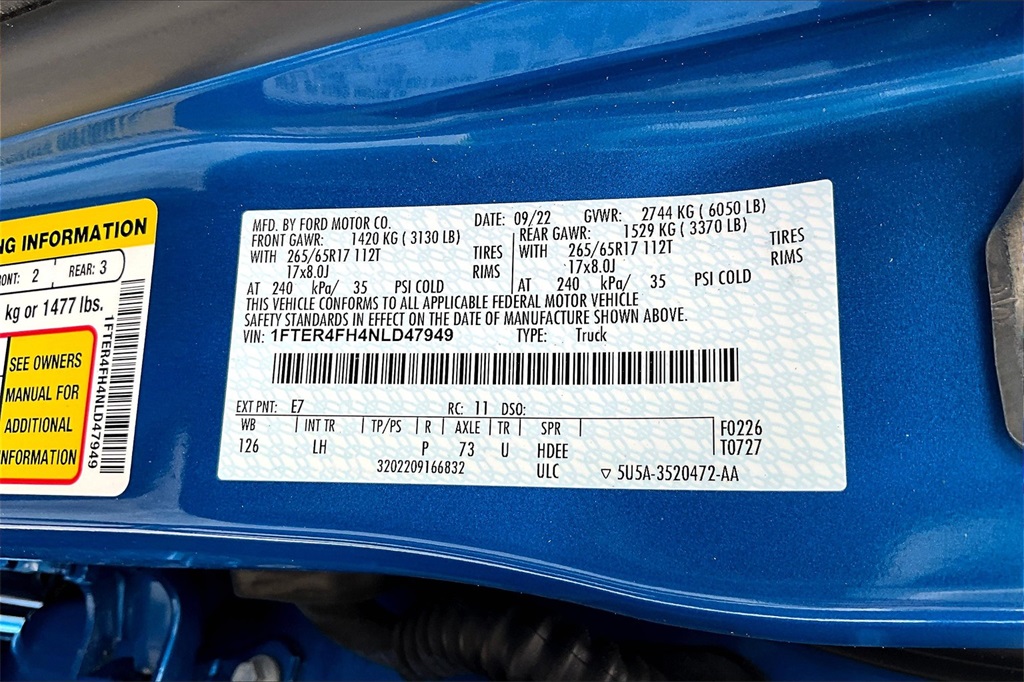 NG INFORMATION
ONT: 2 REAR: 3
kg or 1477 lbs.
SEE OWNERS
MANUAL FOR
ADDITIONAL
INFORMATION
1FTER4FH4NLD47949
MFD. BY FORD MOTOR CO. DATE: 09/22 GVWR: 2744 KG ( 6050 LB)
FRONT GAWR: 1420 KG ( 3130 LB) REAR GAWR: 1529 KG ( 3370 LB)
WITH 265/65R17 112T TIRES WITH 265/65R17 112T TIRES
17x8.0J RIMS 17x8.0J RIMS
AT 240 kPa/ 35 PSI COLD AT 240 kPa/ 35 PSI COLD
THIS VEHICLE CONFORMS TO ALL APPLICABLE FEDERAL MOTOR VEHICLE
SAFETY STANDARDS IN EFFECT ON THE DATE OF MANUFACTURE SHOWN ABOVE.
VIN: 1FTER4FH4NLD47949 TYPE: Truck
EXT PNT: E7 RC: 11 DSO:
WB INT TR TP/PS R AXLE TR SPR F0226
126 LH P 73 U HDEE T0727
3202209166832 ULC ▽ 5U5A-3520472-AA